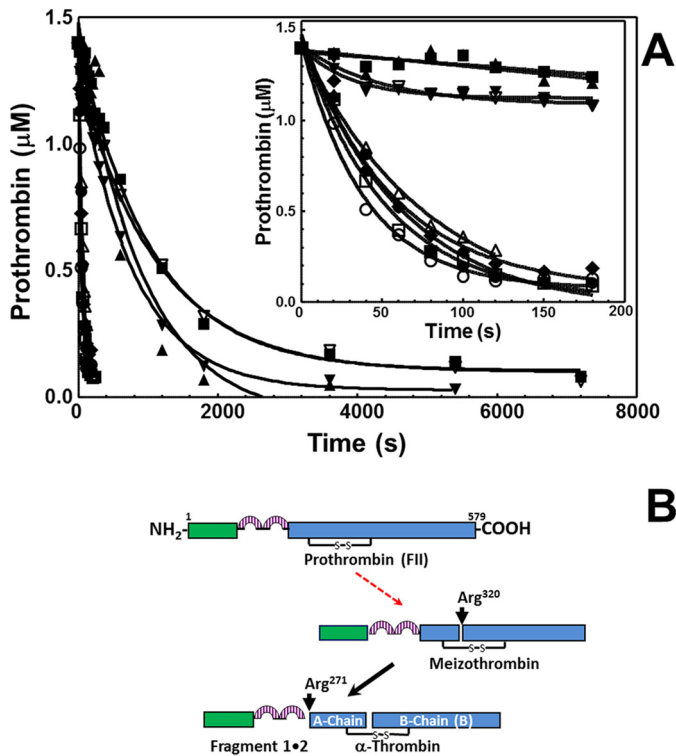 A
Prothrombin (μM)
1.5
1.0
0.5
0.0
0 2000 4000 6000 8000
Time (s)
Prothrombin (μM)
1.5
1.0
0.5
0.0
0 50 100 150 200
Time (s)
B
1 579
NH2 COOH
S-S
Prothrombin (FII)
Arg320
S-S
Meizothrombin
Arg271
A-Chain B-Chain (B)
S-S
Fragment 1•2 α-Thrombin